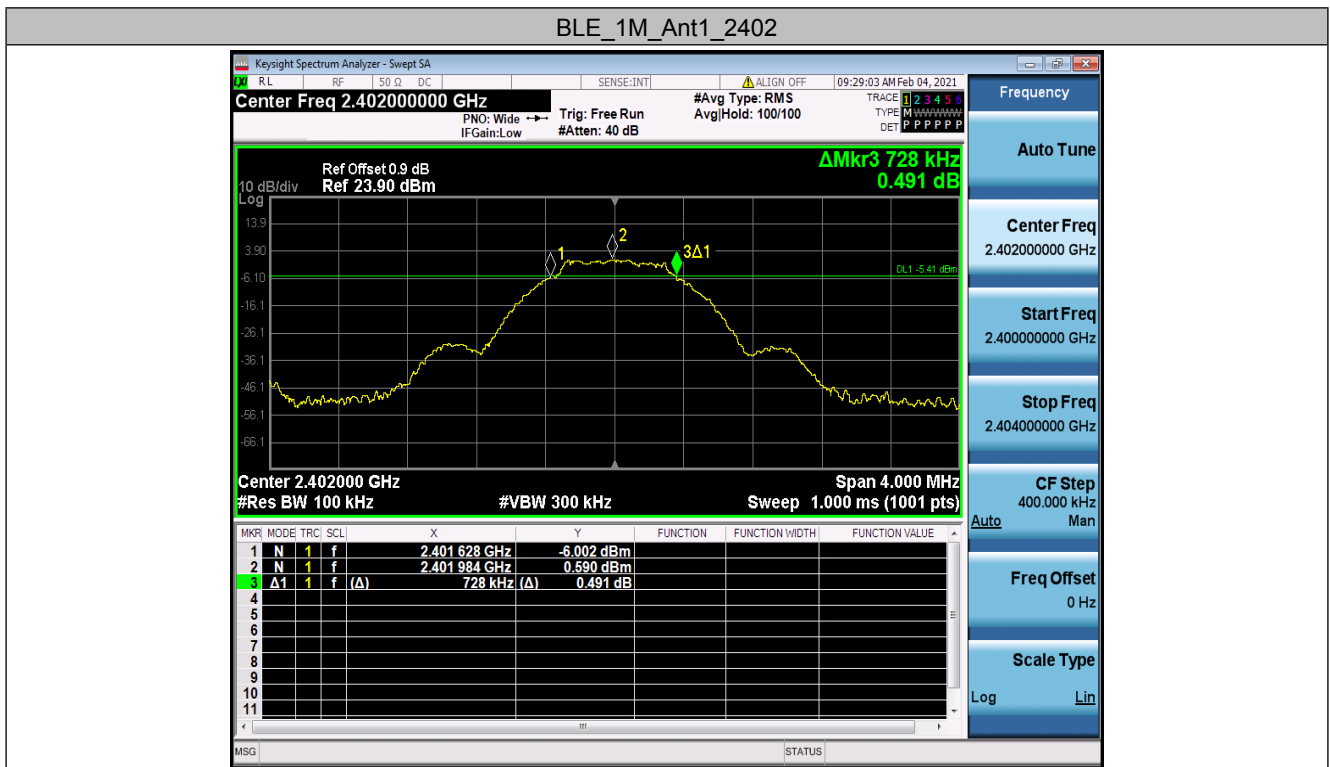 BLE_1M_Ant1_2402
Keysight Spectrum Analyzer - Swept SA
LXI RL RF 50 Ω DC SENSE:INT ALIGN OFF 09:29:03 AM Feb 04, 2021
Center Freq 2.402000000 GHz #Avg Type: RMS TRACE 1 2 3 4 5 6
PNO: Wide Trig: Free Run Avg|Hold: 100/100 TYPE M WWWWW
IFGain:Low #Atten: 40 dB DET P P P P P P
Frequency
Auto Tune
Center Freq
2.402000000 GHz
Start Freq
2.400000000 GHz
Stop Freq
2.404000000 GHz
CF Step
400.000 kHz
Auto Man
Freq Offset
0 Hz
Scale Type
Log Lin
ΔMkr3 728 kHz
0.491 dB
Ref Offset 0.9 dB
10 dB/div Ref 23.90 dBm
Log
13.9
3.90
-6.10
-16.1
-26.1
-36.1
-46.1
-56.1
-66.1
1
2
3Δ1
DL1 -5.41 dBm
Center 2.402000 GHz Span 4.000 MHz
#Res BW 100 kHz #VBW 300 kHz Sweep 1.000 ms (1001 pts)
MKR MODE TRC SCL X Y FUNCTION FUNCTION WIDTH FUNCTION VALUE
1 N 1 f 2.401 628 GHz -6.002 dBm
2 N 1 f 2.401 984 GHz 0.590 dBm
3 Δ1 1 f (Δ) 728 kHz (Δ) 0.491 dB
4
5
6
7
8
9
10
11
MSG STATUS